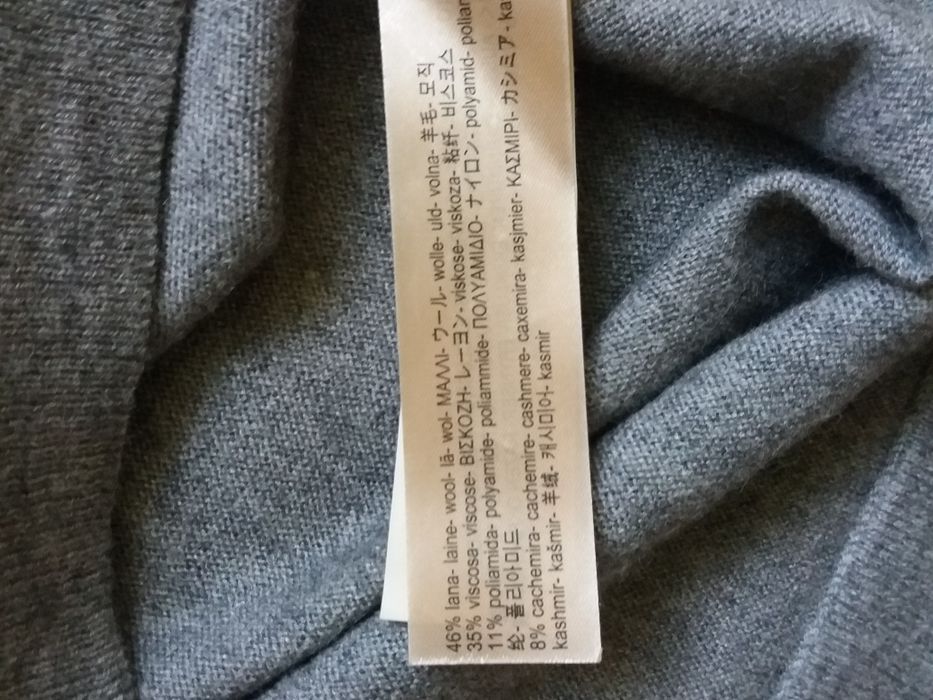 46% lana- laine- wool- lã- wol- ΜΑΛΛΙ- ウール- wolle- uld- volna- 羊毛- 모직
35% viscosa- viscose- ΒΙΣΚΟΖΗ- レーヨン- viskose- viskoza- 粘纤- 비스코스
11% poliamida- polyamide- poliammide- ΠΟΛΥΑΜΙΔΙΟ- ナイロン- polyamid-
纶- 폴리아미드
8% cachemira- cachemire- cashmere- caxemira- kasjmier- ΚΑΣΜΙΡΙ- カシミア-
kashmir- kašmir- 羊绒- 캐시미어- kasmir